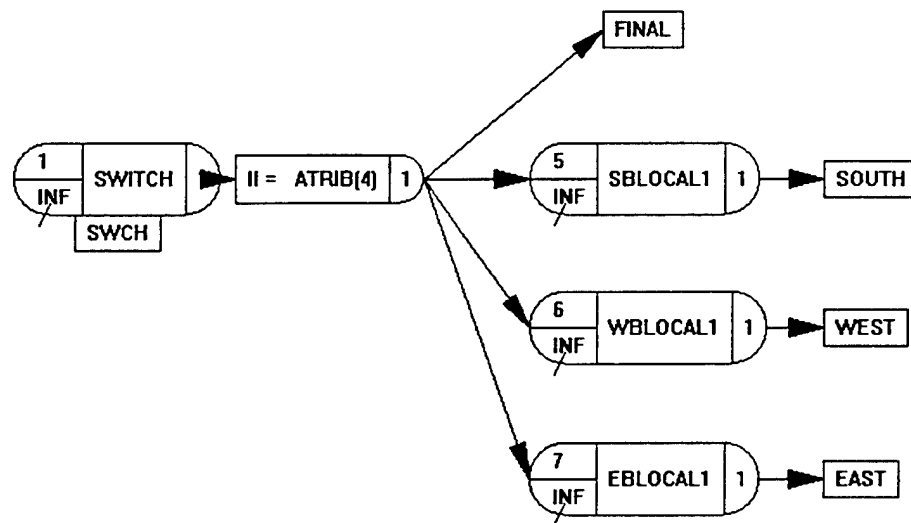 FINAL
1
INF
SWITCH
SWCH
II = ATRIB(4)
1
5
INF
SBLOCAL1
1
SOUTH
6
INF
WBLOCAL1
1
WEST
7
INF
EBLOCAL1
1
EAST